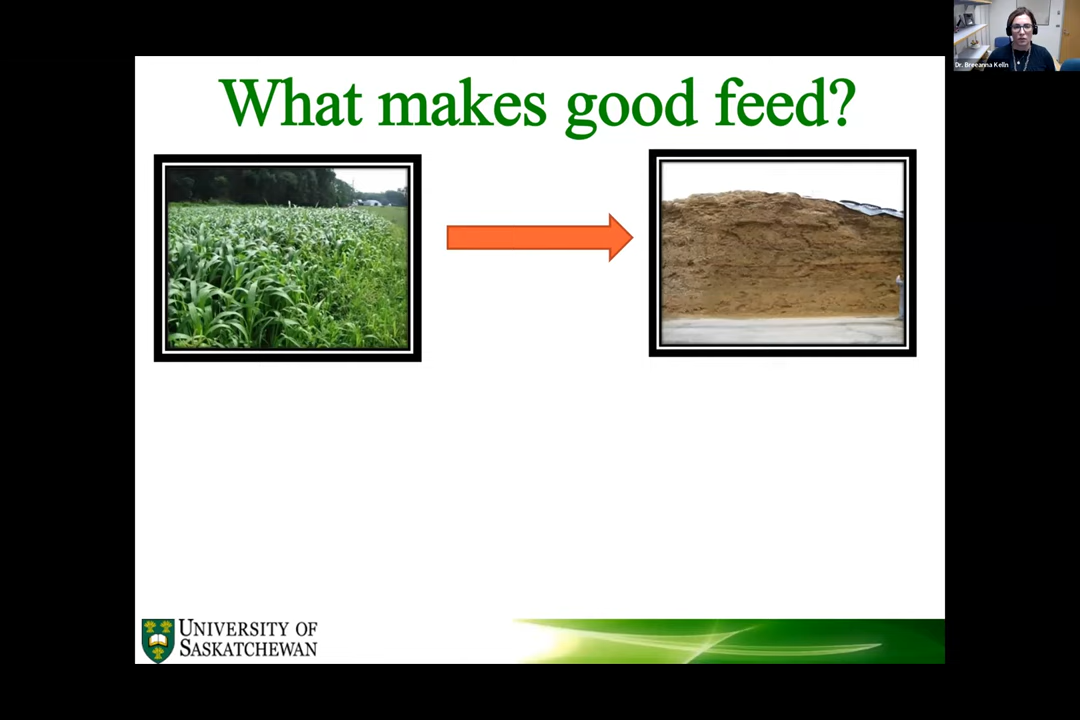 What makes good feed?
Dr. Breeanna Kelln
UNIVERSITY OF
SASKATCHEWAN